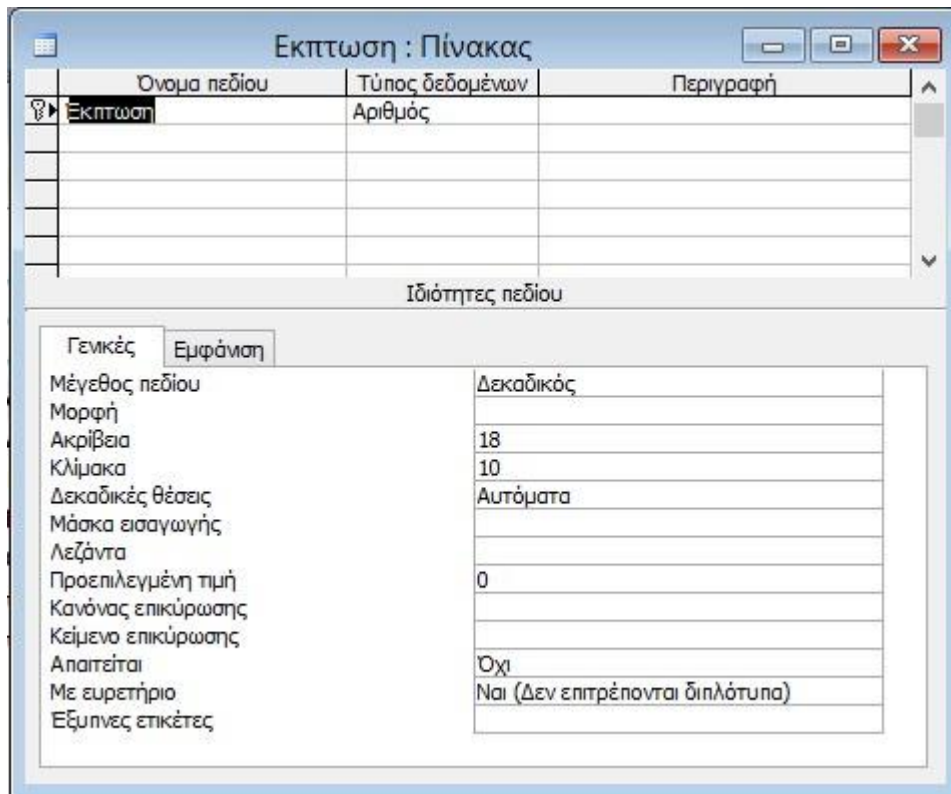 Εκπτωση : Πίνακας
Όνομα πεδίου Τύπος δεδομένων Περιγραφή
Έκπτωση Αριθμός
Ιδιότητες πεδίου
Γενικές Εμφάνιση
Μέγεθος πεδίου Δεκαδικός
Μορφή
Ακρίβεια 18
Κλίμακα 10
Δεκαδικές θέσεις Αυτόματα
Μάσκα εισαγωγής
Λεζάντα
Προεπιλεγμένη τιμή 0
Κανόνας επικύρωσης
Κείμενο επικύρωσης
Απαιτείται Όχι
Με ευρετήριο Ναι (Δεν επιτρέπονται διπλότυπα)
Έξυπνες ετικέτες